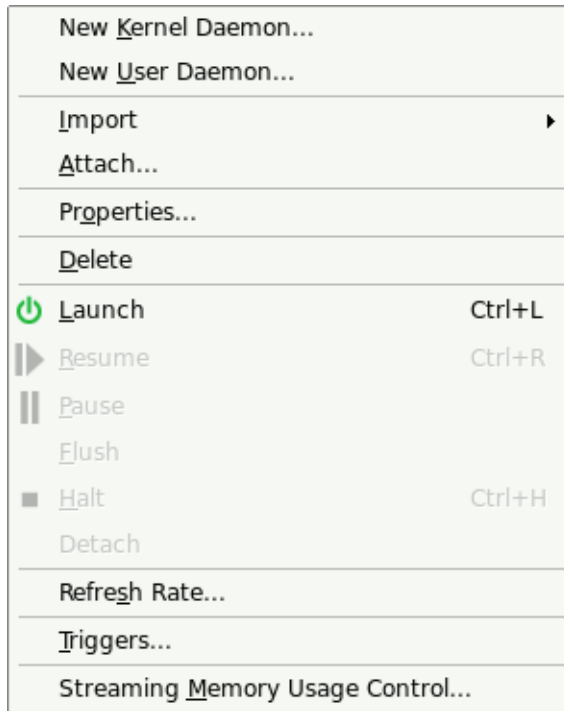 New Kernel Daemon...
New User Daemon...
Import
Attach...
Properties...
Delete
Launch Ctrl+L
Resume Ctrl+R
Pause
Flush
Halt Ctrl+H
Detach
Refresh Rate...
Triggers...
Streaming Memory Usage Control...